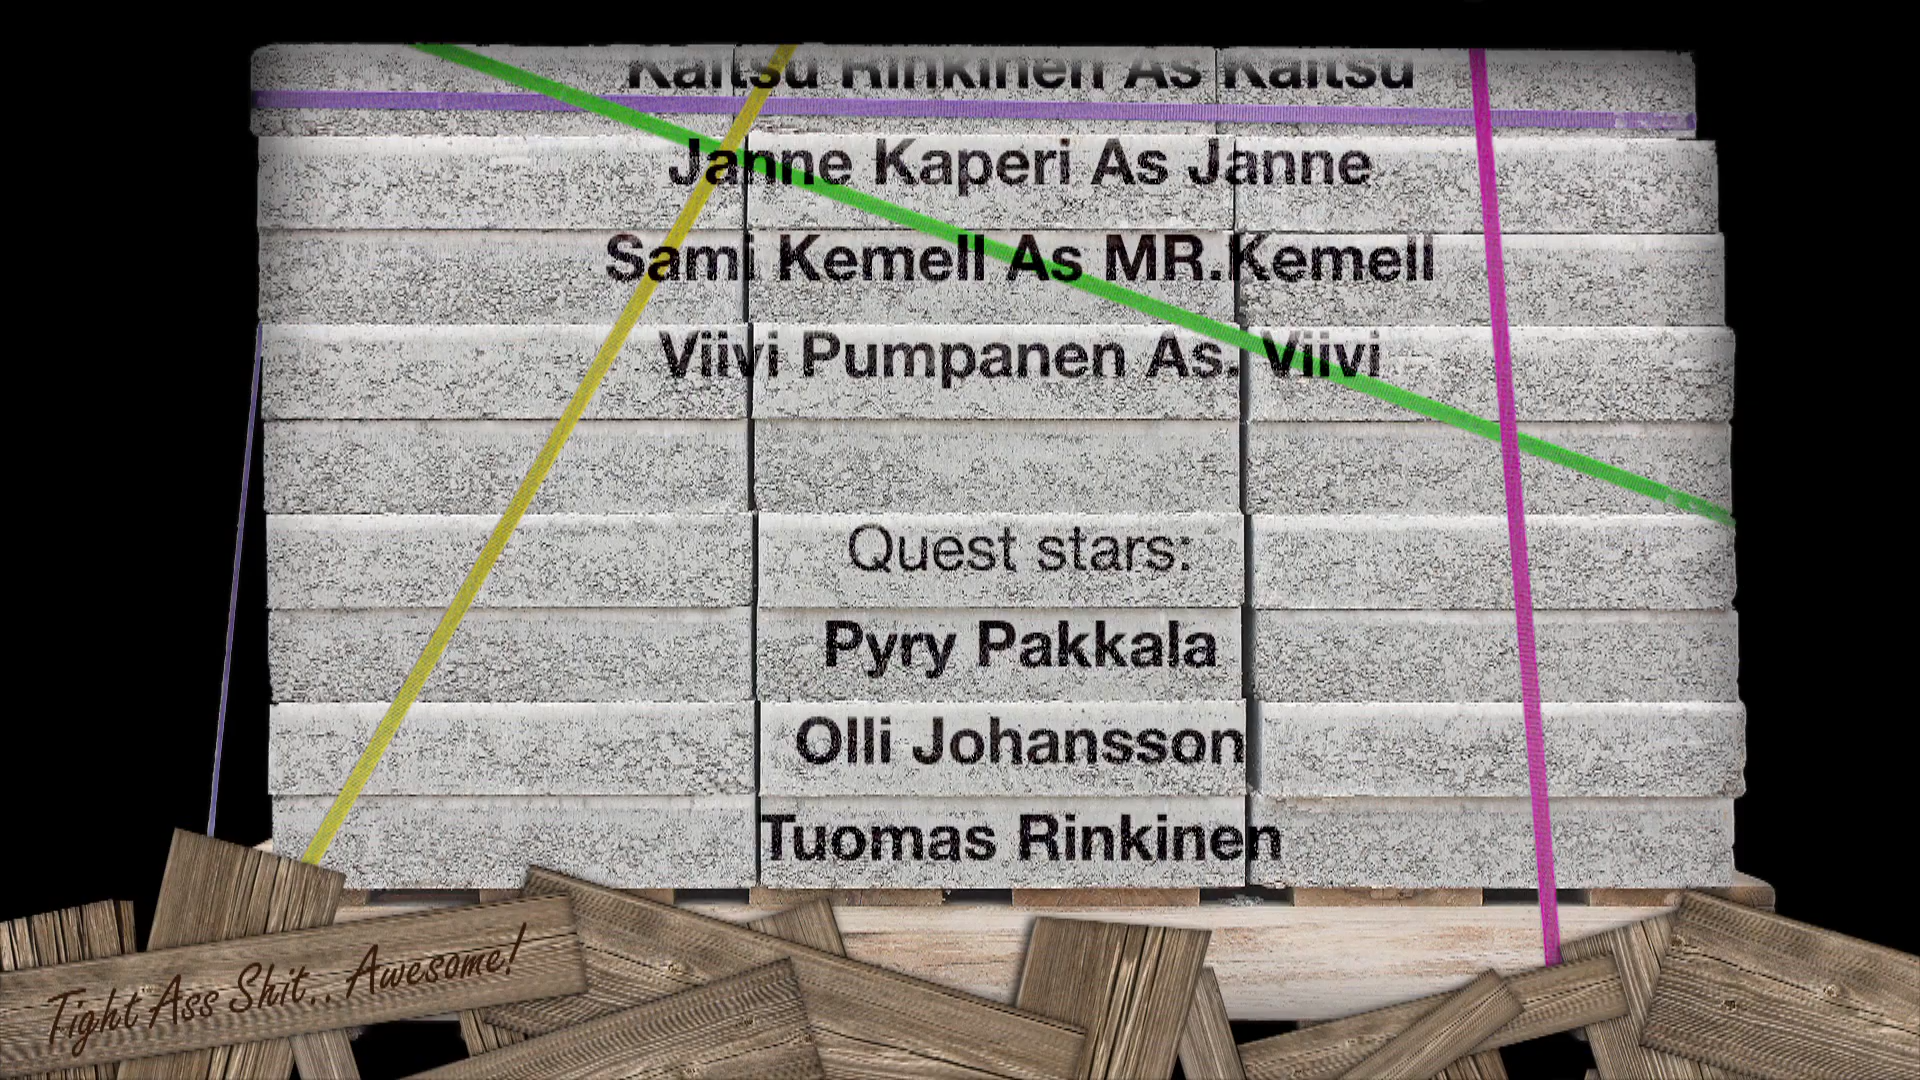 Kaitsu Rinkinen As Kaitsu
Janne Kaperi As Janne
Sami Kemell As MR.Kemell
Viivi Pumpanen As. Viivi
Quest stars:
Pyry Pakkala
Olli Johansson
Tuomas Rinkinen
Tight Ass Shit.. Awesome!